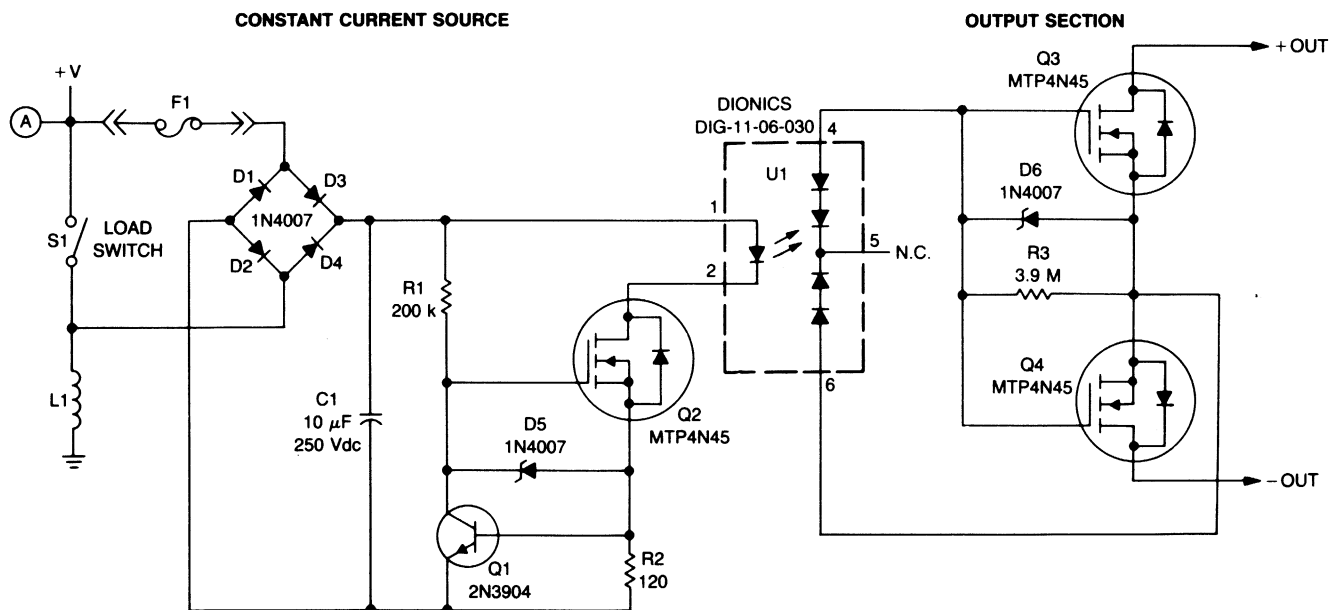 CONSTANT CURRENT SOURCE
OUTPUT SECTION
+V
A
F1
S1
LOAD
SWITCH
L1
D1
D3
1N4007
D2
D4
R1
200 k
C1
10 µF
250 Vdc
D5
1N4007
Q1
2N3904
Q2
MTP4N45
R2
120
DIONICS
DIG-11-06-030
U1
1
2
4
5
6
N.C.
Q3
MTP4N45
+ OUT
D6
1N4007
R3
3.9 M
Q4
MTP4N45
– OUT